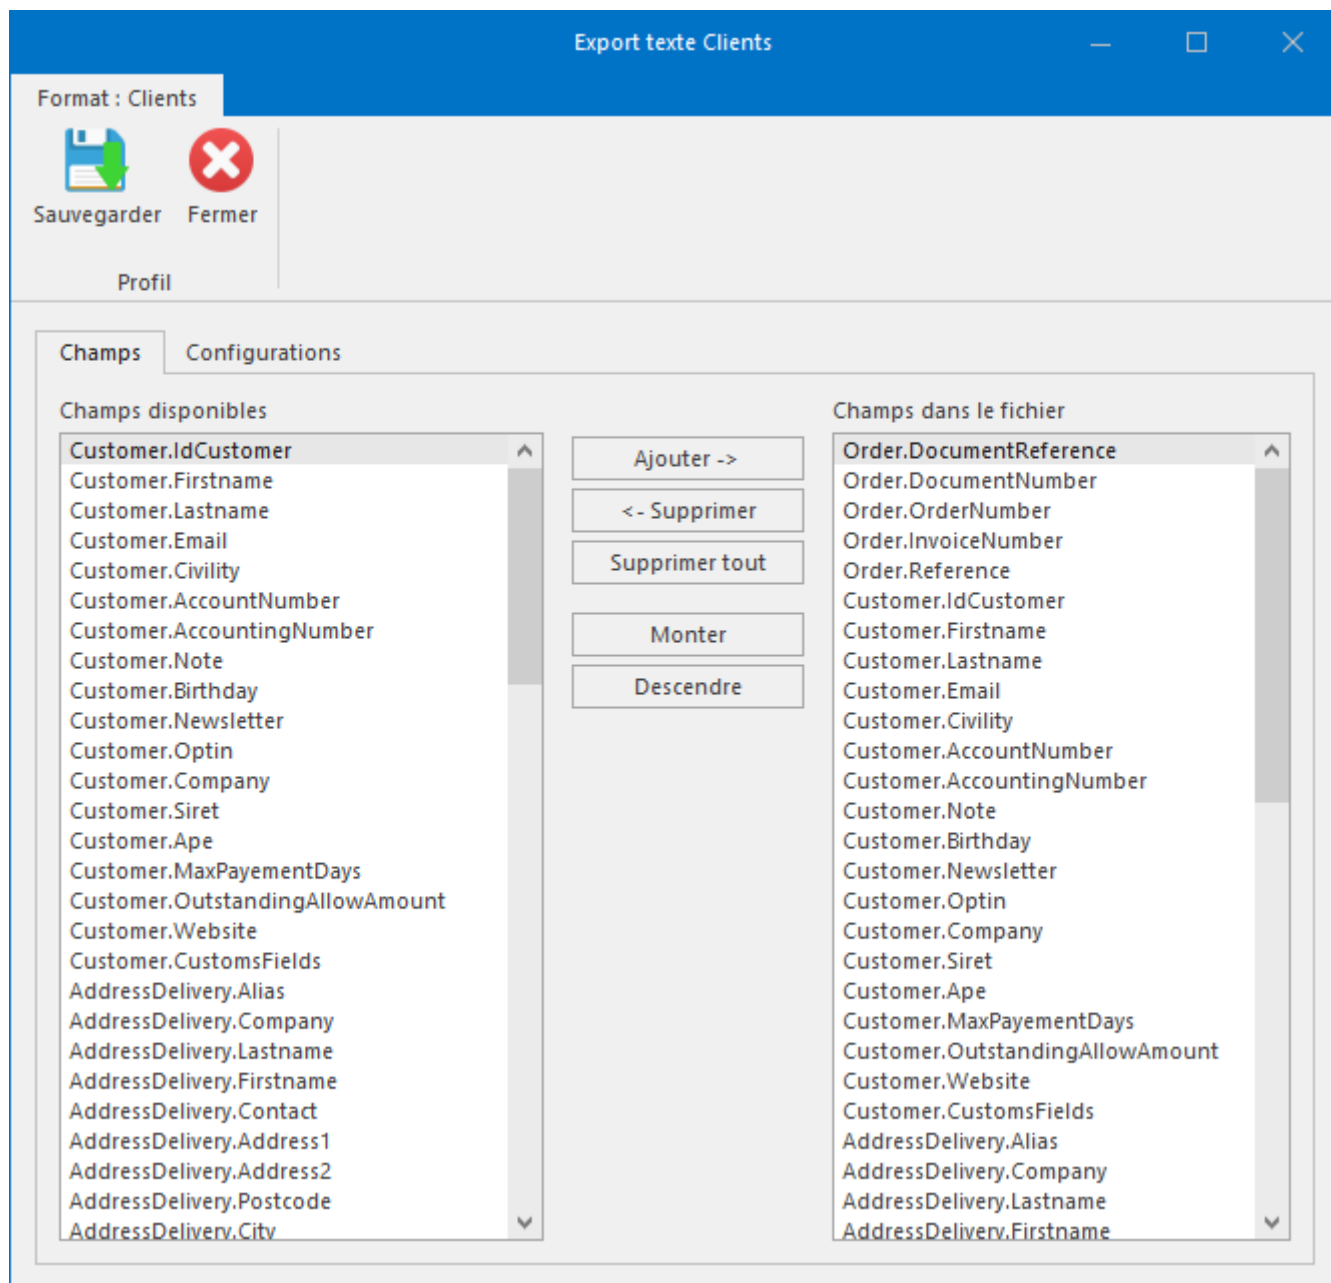 Export texte Clients
Format : Clients
Sauvegarder
Fermer
Profil
Champs
Configurations
Champs disponibles
Customer.IdCustomer
Customer.Firstname
Customer.Lastname
Customer.Email
Customer.Civility
Customer.AccountNumber
Customer.AccountingNumber
Customer.Note
Customer.Birthday
Customer.Newsletter
Customer.Optin
Customer.Company
Customer.Siret
Customer.Ape
Customer.MaxPayementDays
Customer.OutstandingAllowAmount
Customer.Website
Customer.CustomsFields
AddressDelivery.Alias
AddressDelivery.Company
AddressDelivery.Lastname
AddressDelivery.Firstname
AddressDelivery.Contact
AddressDelivery.Address1
AddressDelivery.Address2
AddressDelivery.Postcode
AddressDelivery.City
Ajouter ->
<- Supprimer
Supprimer tout
Monter
Descendre
Champs dans le fichier
Order.DocumentReference
Order.DocumentNumber
Order.OrderNumber
Order.InvoiceNumber
Order.Reference
Customer.IdCustomer
Customer.Firstname
Customer.Lastname
Customer.Email
Customer.Civility
Customer.AccountNumber
Customer.AccountingNumber
Customer.Note
Customer.Birthday
Customer.Newsletter
Customer.Optin
Customer.Company
Customer.Siret
Customer.Ape
Customer.MaxPayementDays
Customer.OutstandingAllowAmount
Customer.Website
Customer.CustomsFields
AddressDelivery.Alias
AddressDelivery.Company
AddressDelivery.Lastname
AddressDelivery.Firstname